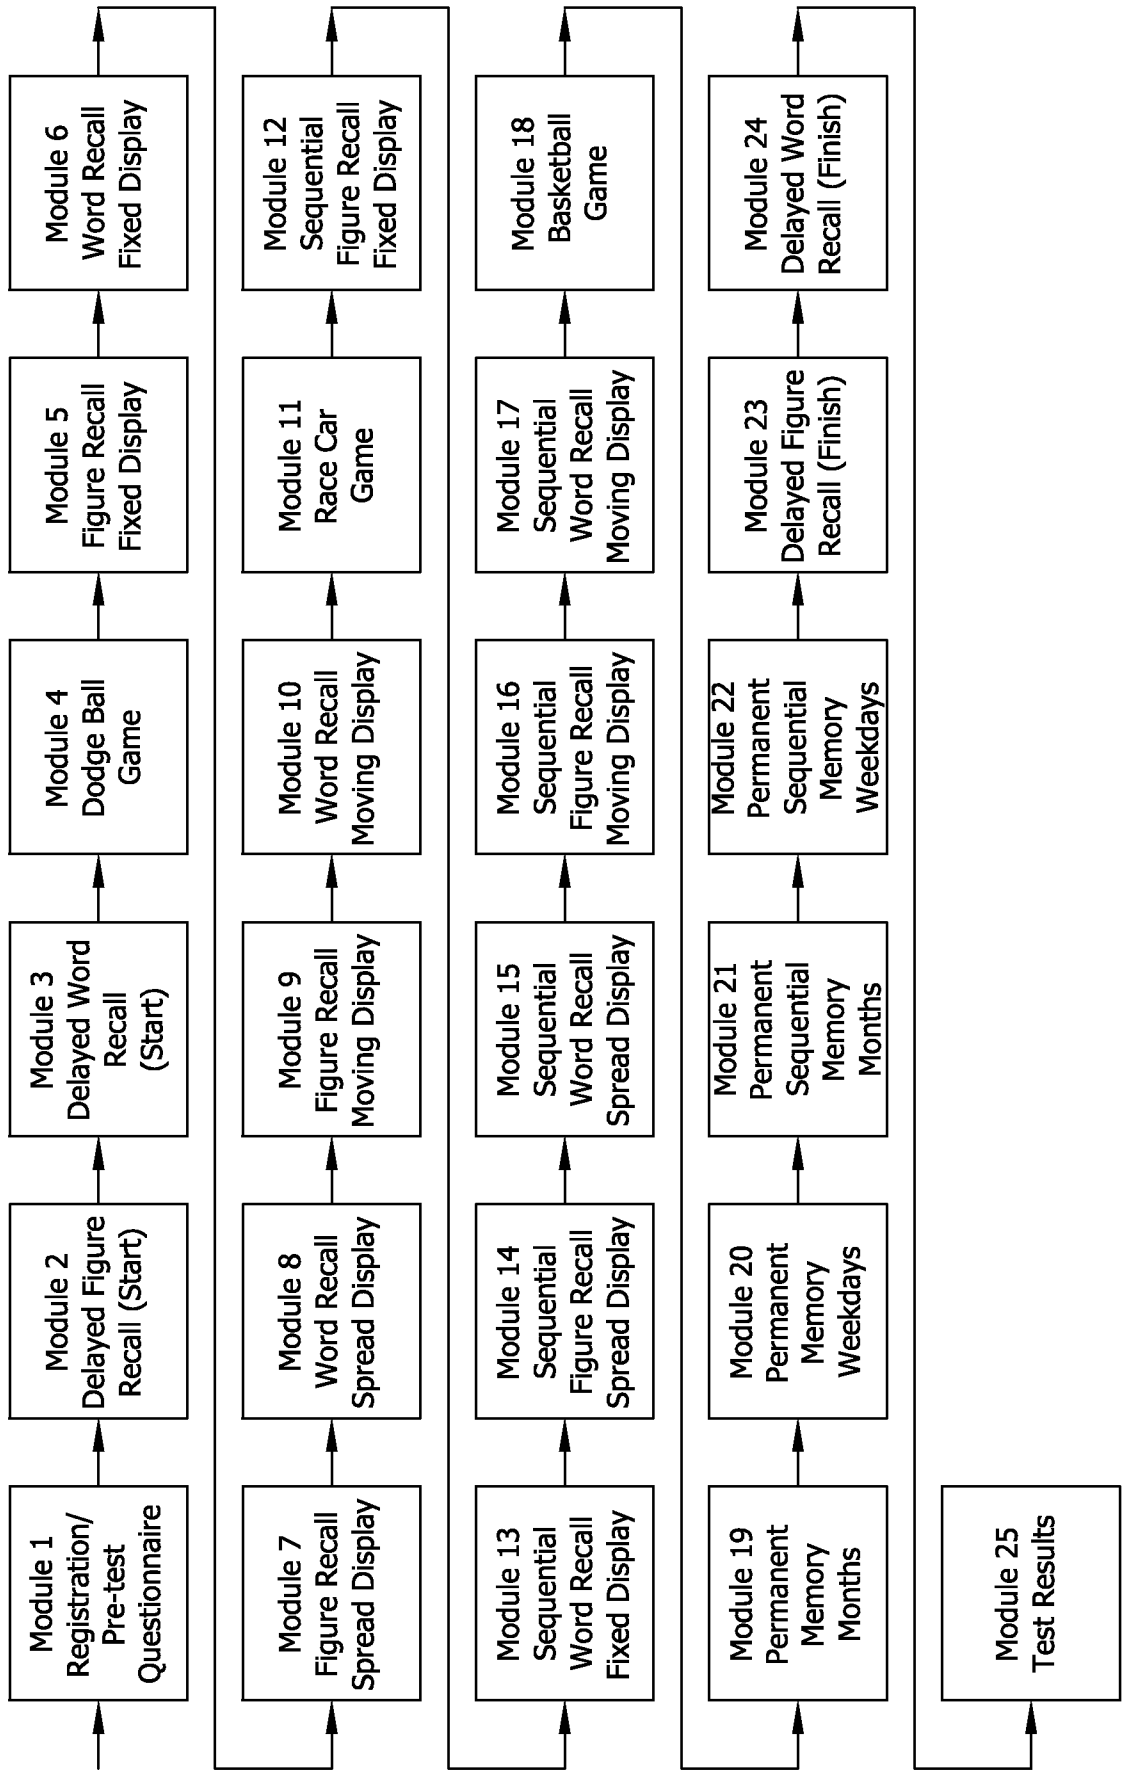 Module 1
Registration/
Pre-test
Questionnaire
Module 2
Delayed Figure
Recall (Start)
Module 3
Delayed Word
Recall
(Start)
Module 4
Dodge Ball
Game
Module 5
Figure Recall
Fixed Display
Module 6
Word Recall
Fixed Display
Module 7
Figure Recall
Spread Display
Module 8
Word Recall
Spread Display
Module 9
Figure Recall
Moving Display
Module 10
Word Recall
Moving Display
Module 11
Race Car
Game
Module 12
Sequential
Figure Recall
Fixed Display
Module 13
Sequential
Word Recall
Fixed Display
Module 14
Sequential
Figure Recall
Spread Display
Module 15
Sequential
Word Recall
Spread Display
Module 16
Sequential
Figure Recall
Moving Display
Module 17
Sequential
Word Recall
Moving Display
Module 18
Basketball
Game
Module 19
Permanent
Memory
Months
Module 20
Permanent
Memory
Weekdays
Module 21
Permanent
Sequential
Memory
Months
Module 22
Permanent
Sequential
Memory
Weekdays
Module 23
Delayed Figure
Recall (Finish)
Module 24
Delayed Word
Recall (Finish)
Module 25
Test Results